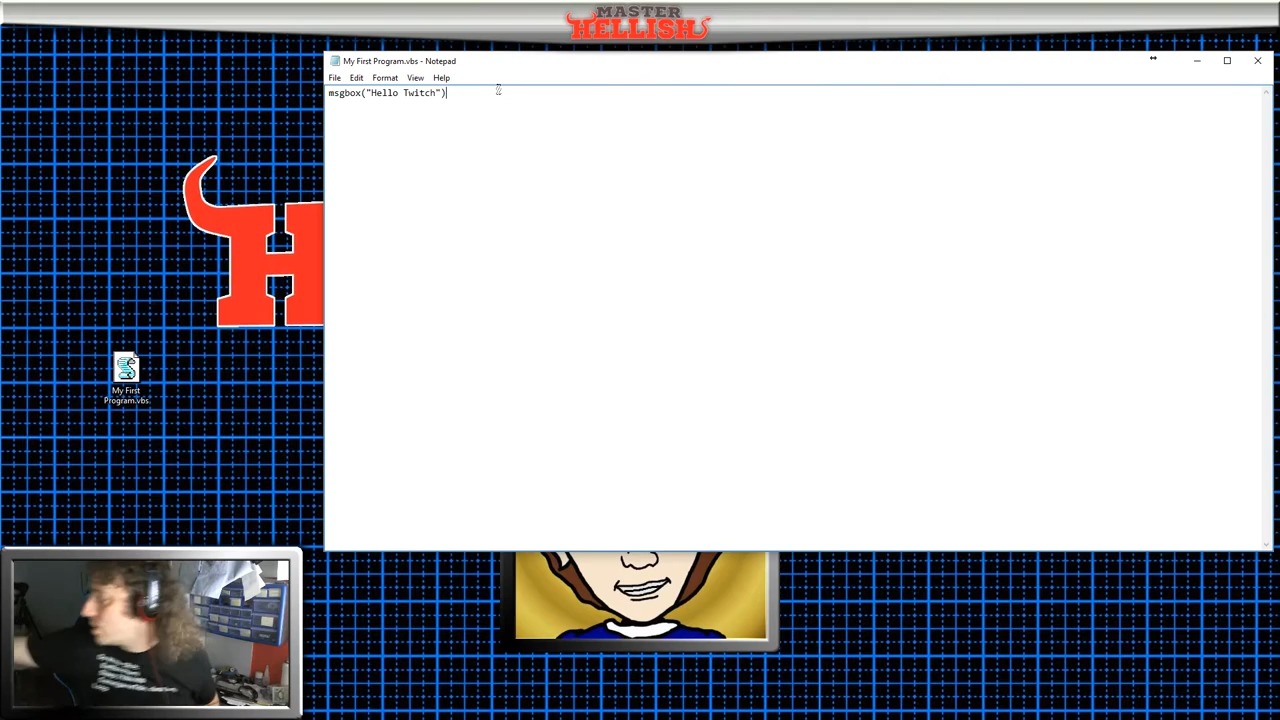 MASTER
HELLISH
My First Program.vbs - Notepad
File Edit Format View Help
msgbox("Hello Twitch")
H
My First
Program.vbs